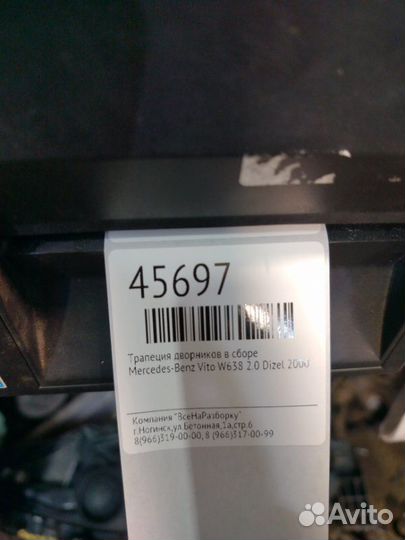 45697
Трапеция дворников в сборе
Mercedes-Benz Vito W638 2.0 Dizel 2000
Компания "ВсеНаРазборку"
г.Ногинск,ул Бетонная,1а,стр.6
8(966)319-00-00, 8 (966)317-00-99
Avito